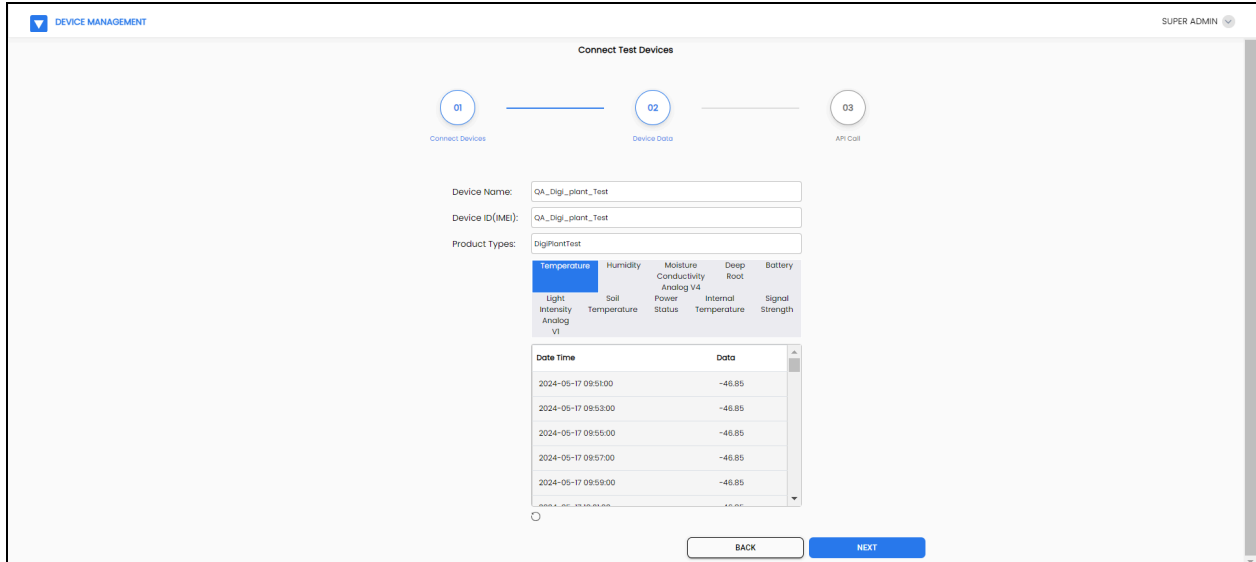 DEVICE MANAGEMENT
SUPER ADMIN
Connect Test Devices
01
02
03
Connect Devices
Device Data
API Call
Device Name:
QA_Digi_plant_Test
Device ID(IMEI):
QA_Digi_plant_Test
Product Types:
DigiPlantTest
Temperature
Humidity
Moisture
Conductivity
Analog V4
Deep
Root
Battery
Light
Intensity
Analog
V1
Soil
Temperature
Power
Status
Internal
Temperature
Signal
Strength
Date Time Data
2024-05-17 09:51:00 -46.85
2024-05-17 09:53:00 -46.85
2024-05-17 09:55:00 -46.85
2024-05-17 09:57:00 -46.85
2024-05-17 09:59:00 -46.85
BACK
NEXT